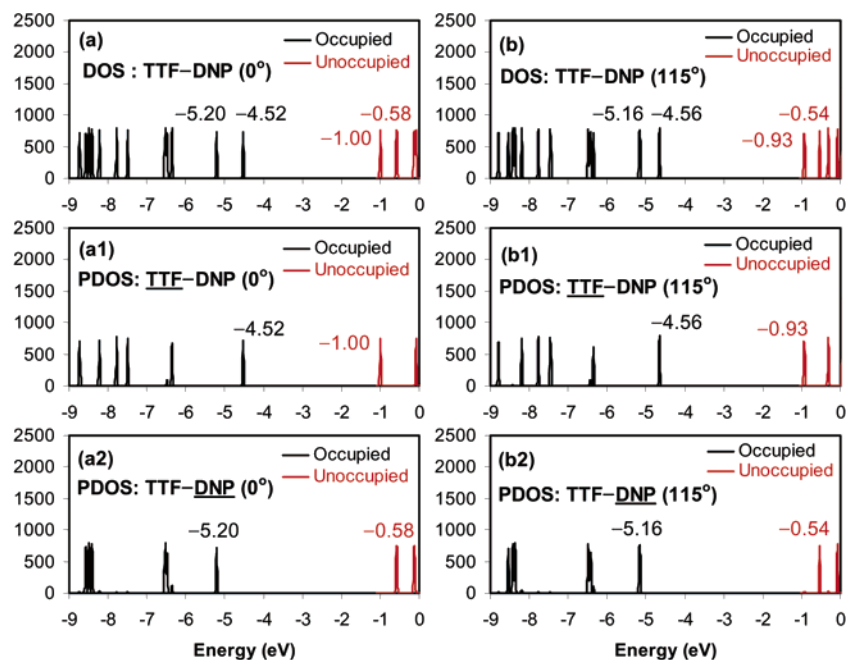 2500
2000
1500
1000
500
0
(a)
Occupied
Unoccupied
DOS : TTF–DNP (0°)
−5.20 −4.52 −0.58
−1.00
-9 -8 -7 -6 -5 -4 -3 -2 -1 0
(b)
Occupied
Unoccupied
DOS: TTF–DNP (115°)
−5.16 −4.56 −0.54
−0.93
-9 -8 -7 -6 -5 -4 -3 -2 -1 0
2500
2000
1500
1000
500
0
(a1)
Occupied
Unoccupied
PDOS: TTF–DNP (0°)
−4.52
−1.00
-9 -8 -7 -6 -5 -4 -3 -2 -1 0
2500
2000
1500
1000
500
0
(b1)
Occupied
Unoccupied
PDOS: TTF–DNP (115°)
−4.56
−0.93
-9 -8 -7 -6 -5 -4 -3 -2 -1 0
2500
2000
1500
1000
500
0
(a2)
Occupied
Unoccupied
PDOS: TTF–DNP (0°)
−5.20 −0.58
-9 -8 -7 -6 -5 -4 -3 -2 -1 0
Energy (eV)
2500
2000
1500
1000
500
0
(b2)
Occupied
Unoccupied
PDOS: TTF–DNP (115°)
−5.16 −0.54
-9 -8 -7 -6 -5 -4 -3 -2 -1 0
Energy (eV)
2500
2000
1500
1000
500
0